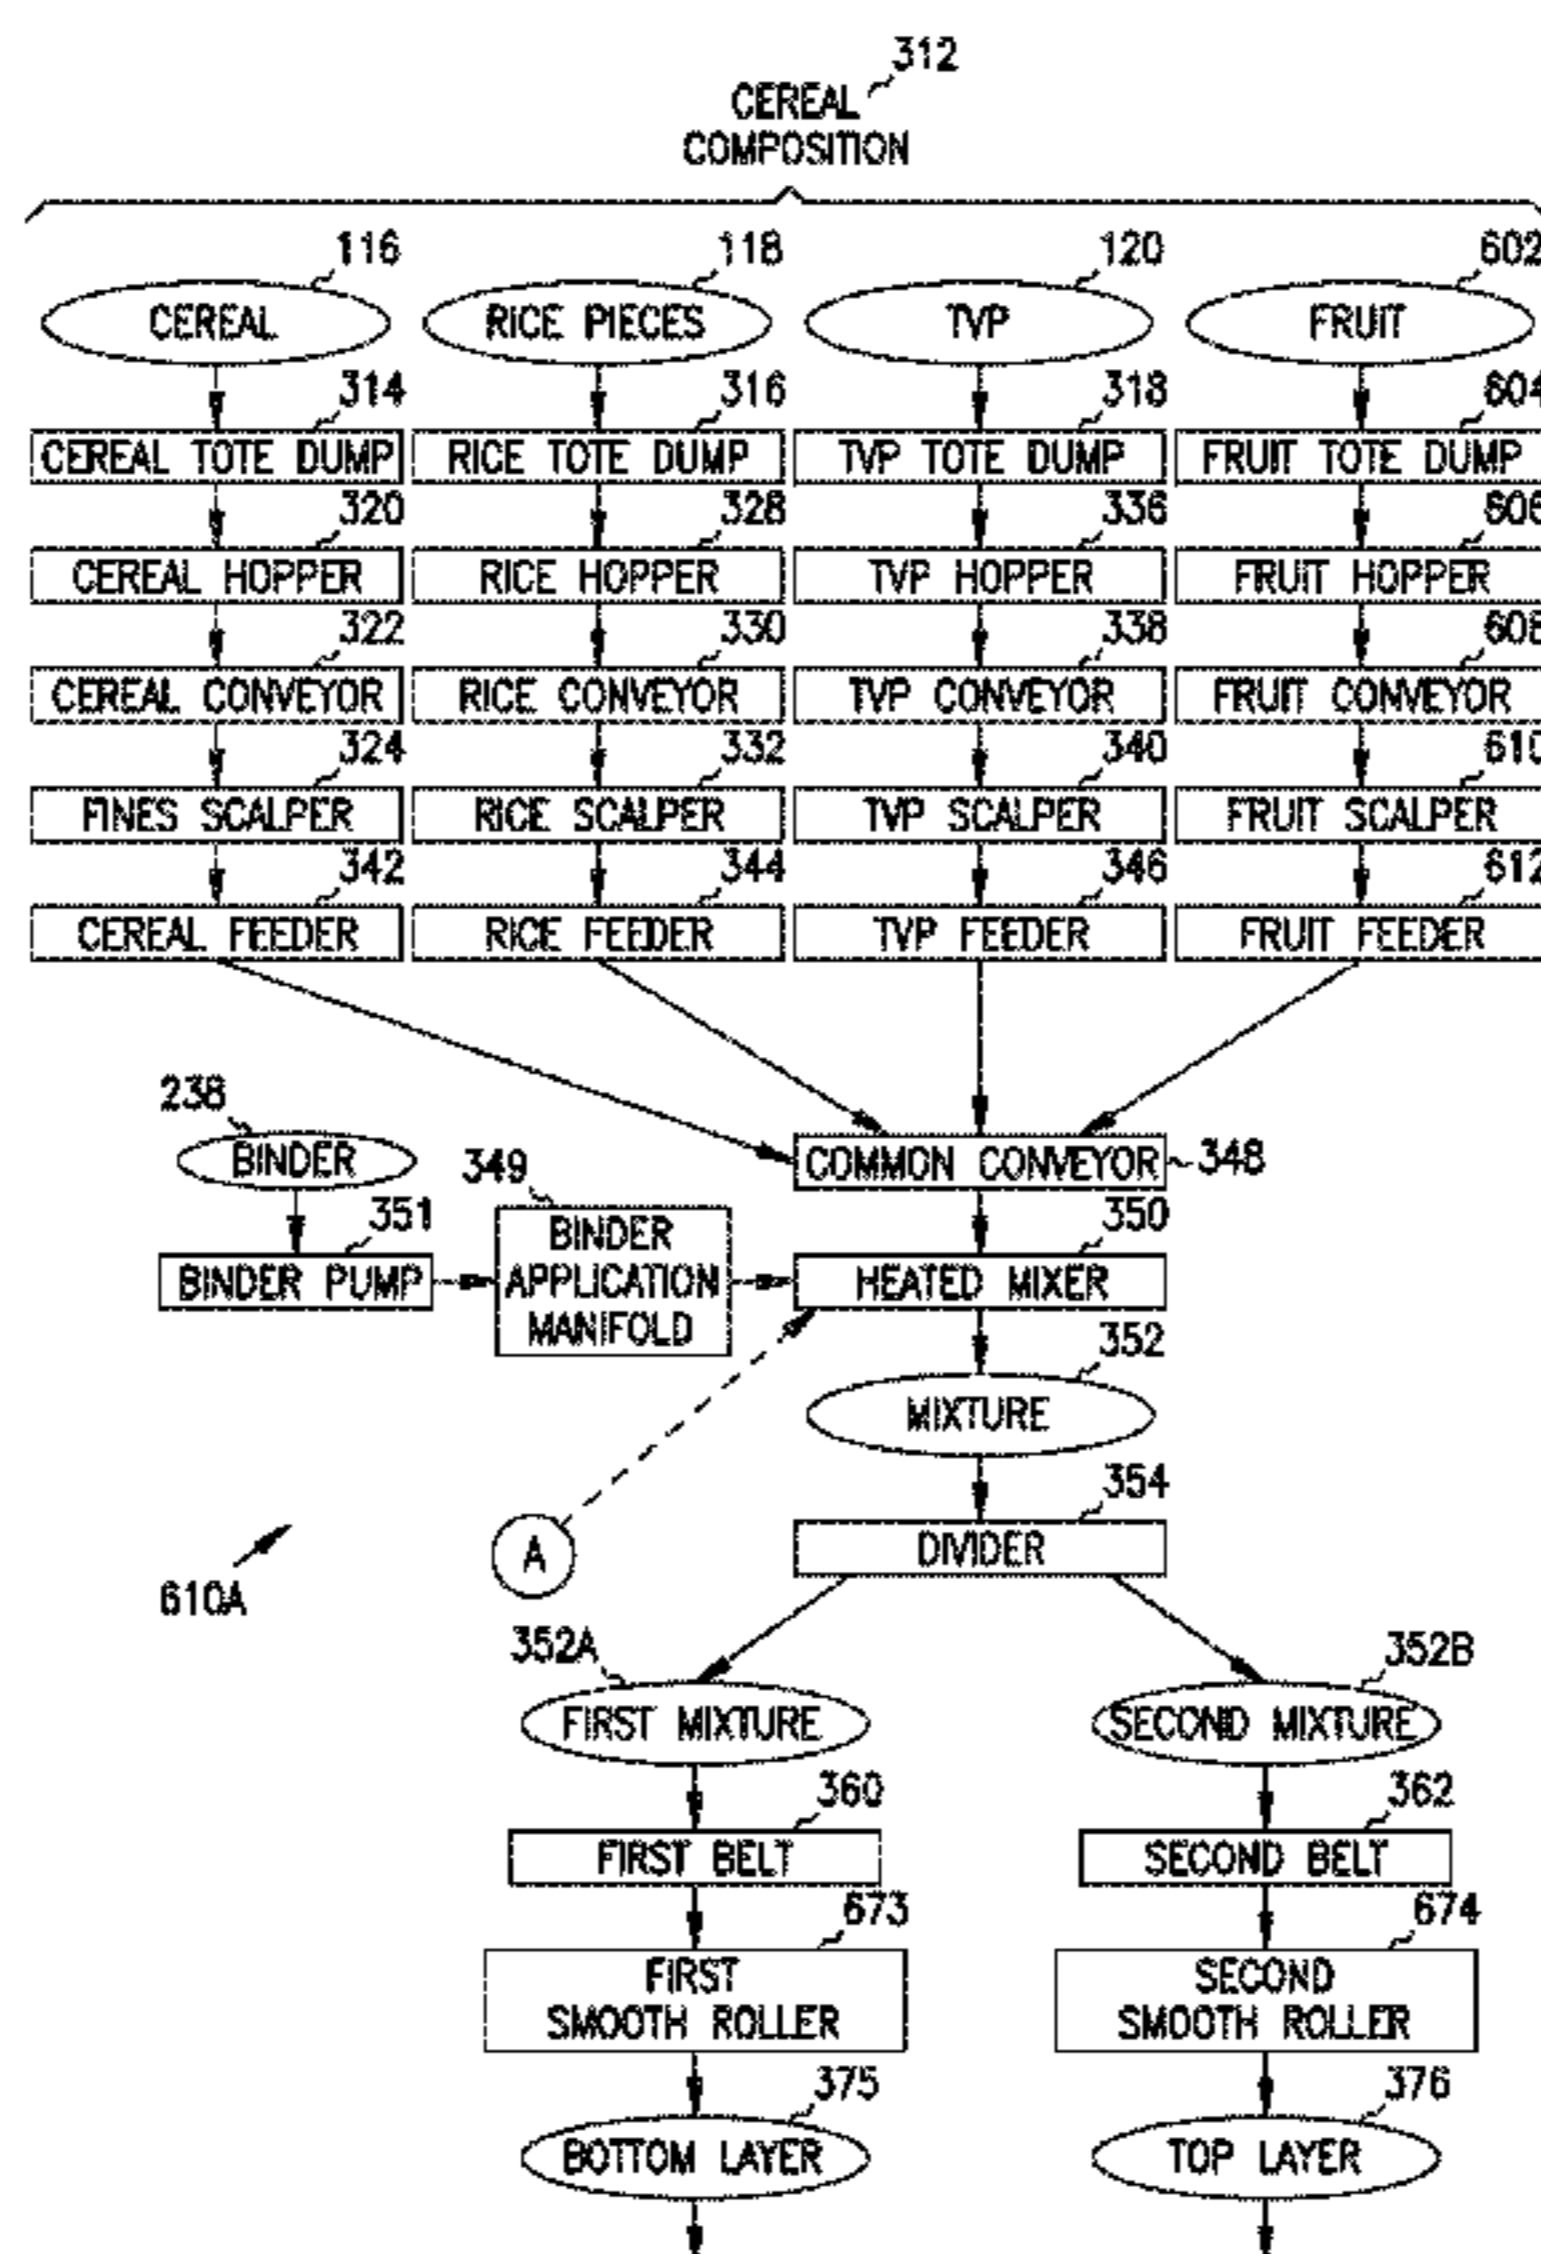 312
CEREAL
COMPOSITION
116 118 120 602
CEREAL RICE PIECES TVP FRUIT
314 316 318 604
CEREAL TOTE DUMP RICE TOTE DUMP TVP TOTE DUMP FRUIT TOTE DUMP
320 328 336 606
CEREAL HOPPER RICE HOPPER TVP HOPPER FRUIT HOPPER
322 330 338 608
CEREAL CONVEYOR RICE CONVEYOR TVP CONVEYOR FRUIT CONVEYOR
324 332 340 610
FINES SCALPER RICE SCALPER TVP SCALPER FRUIT SCALPER
342 344 346 612
CEREAL FEEDER RICE FEEDER TVP FEEDER FRUIT FEEDER
238
BINDER
349
COMMON CONVEYOR 348
351
BINDER PUMP
BINDER
APPLICATION
MANIFOLD
350
HEATED MIXER
352
MIXTURE
354
DIVIDER
A
610A
352A 352B
FIRST MIXTURE SECOND MIXTURE
360 362
FIRST BELT SECOND BELT
673 674
FIRST SECOND
SMOOTH ROLLER SMOOTH ROLLER
375 376
BOTTOM LAYER TOP LAYER